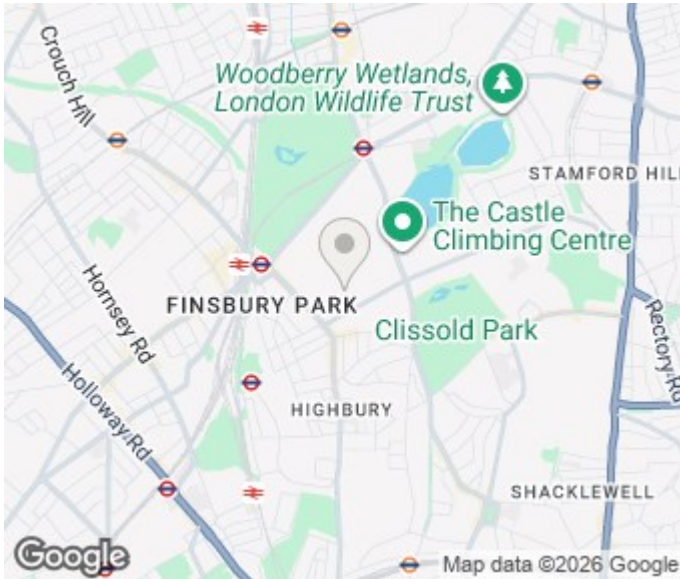 Crouch Hill
Woodberry Wetlands,
London Wildlife Trust
STAMFORD HILL
The Castle
Climbing Centre
FINSBURY PARK
Hornsey Rd
Clissold Park
Rectory Rd
Holloway Rd
HIGHBURY
SHACKLEWELL
Google
Map data ©2026 Google